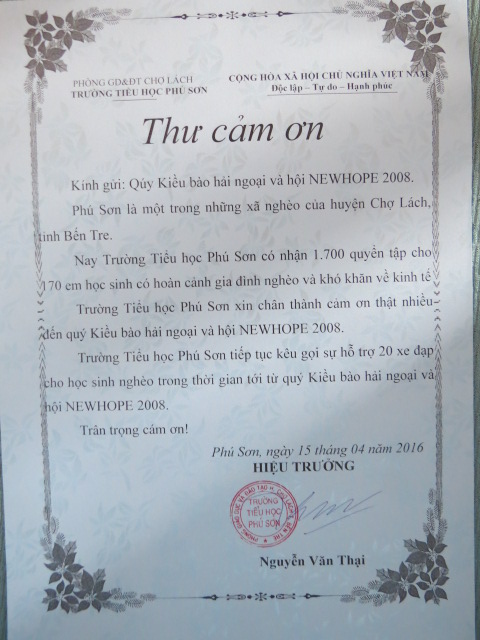 PHÒNG GD&ĐT CHỢ LÁCH
TRƯỜNG TIỂU HỌC PHÚ SƠN
CỘNG HÒA XÃ HỘI CHỦ NGHĨA VIỆT NAM
Độc lập – Tự do – Hạnh phúc
Thư cảm ơn
Kính gửi: Qúy Kiều bào hải ngoại và hội NEWHOPE 2008.
Phú Sơn là một trong những xã nghèo của huyện Chợ Lách,
tỉnh Bến Tre.
Nay Trường Tiểu học Phú Sơn có nhận 1.700 quyển tập cho
170 em học sinh có hoàn cảnh gia đình nghèo và khó khăn về kinh tế
Trường Tiểu học Phú Sơn xin chân thành cảm ơn thật nhiều
đến quý Kiều bào hải ngoại và hội NEWHOPE 2008.
Trường Tiểu học Phú Sơn tiếp tục kêu gọi sự hỗ trợ 20 xe đạp
cho học sinh nghèo trong thời gian tới từ quý Kiều bào hải ngoại và
hội NEWHOPE 2008.
Trân trọng cám ơn!
Phú Sơn, ngày 15 tháng 04 năm 2016
HIỆU TRƯỞNG
TRƯỜNG
TIỂU HỌC
PHÚ SƠN
Nguyễn Văn Thại